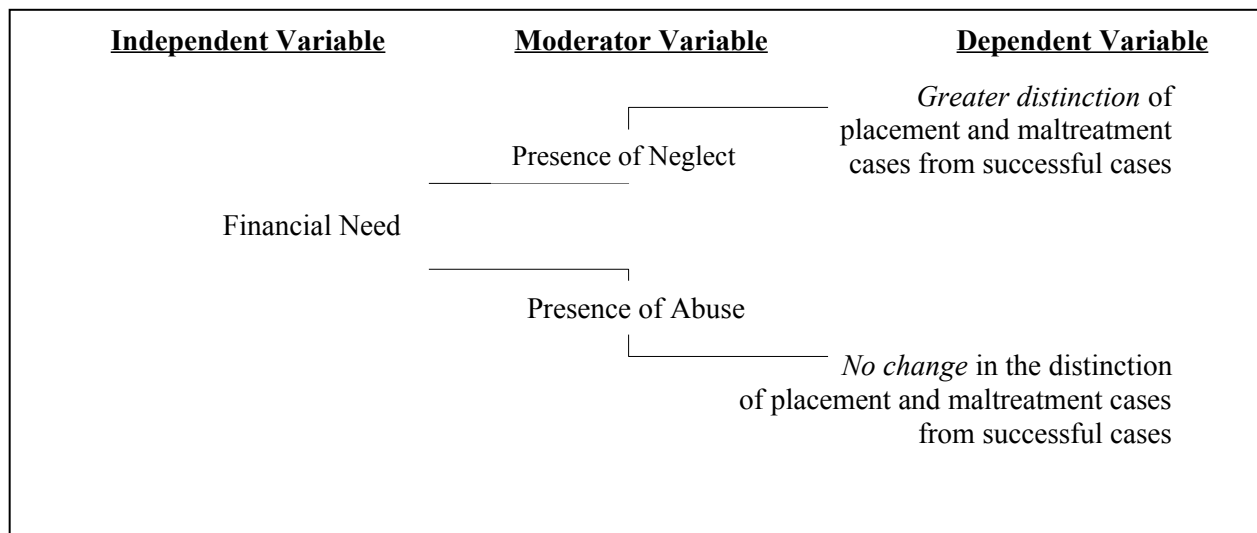 Independent Variable Moderator Variable Dependent Variable
Greater distinction of
placement and maltreatment
cases from successful cases
Presence of Neglect
Financial Need
Presence of Abuse
No change in the distinction
of placement and maltreatment cases
from successful cases